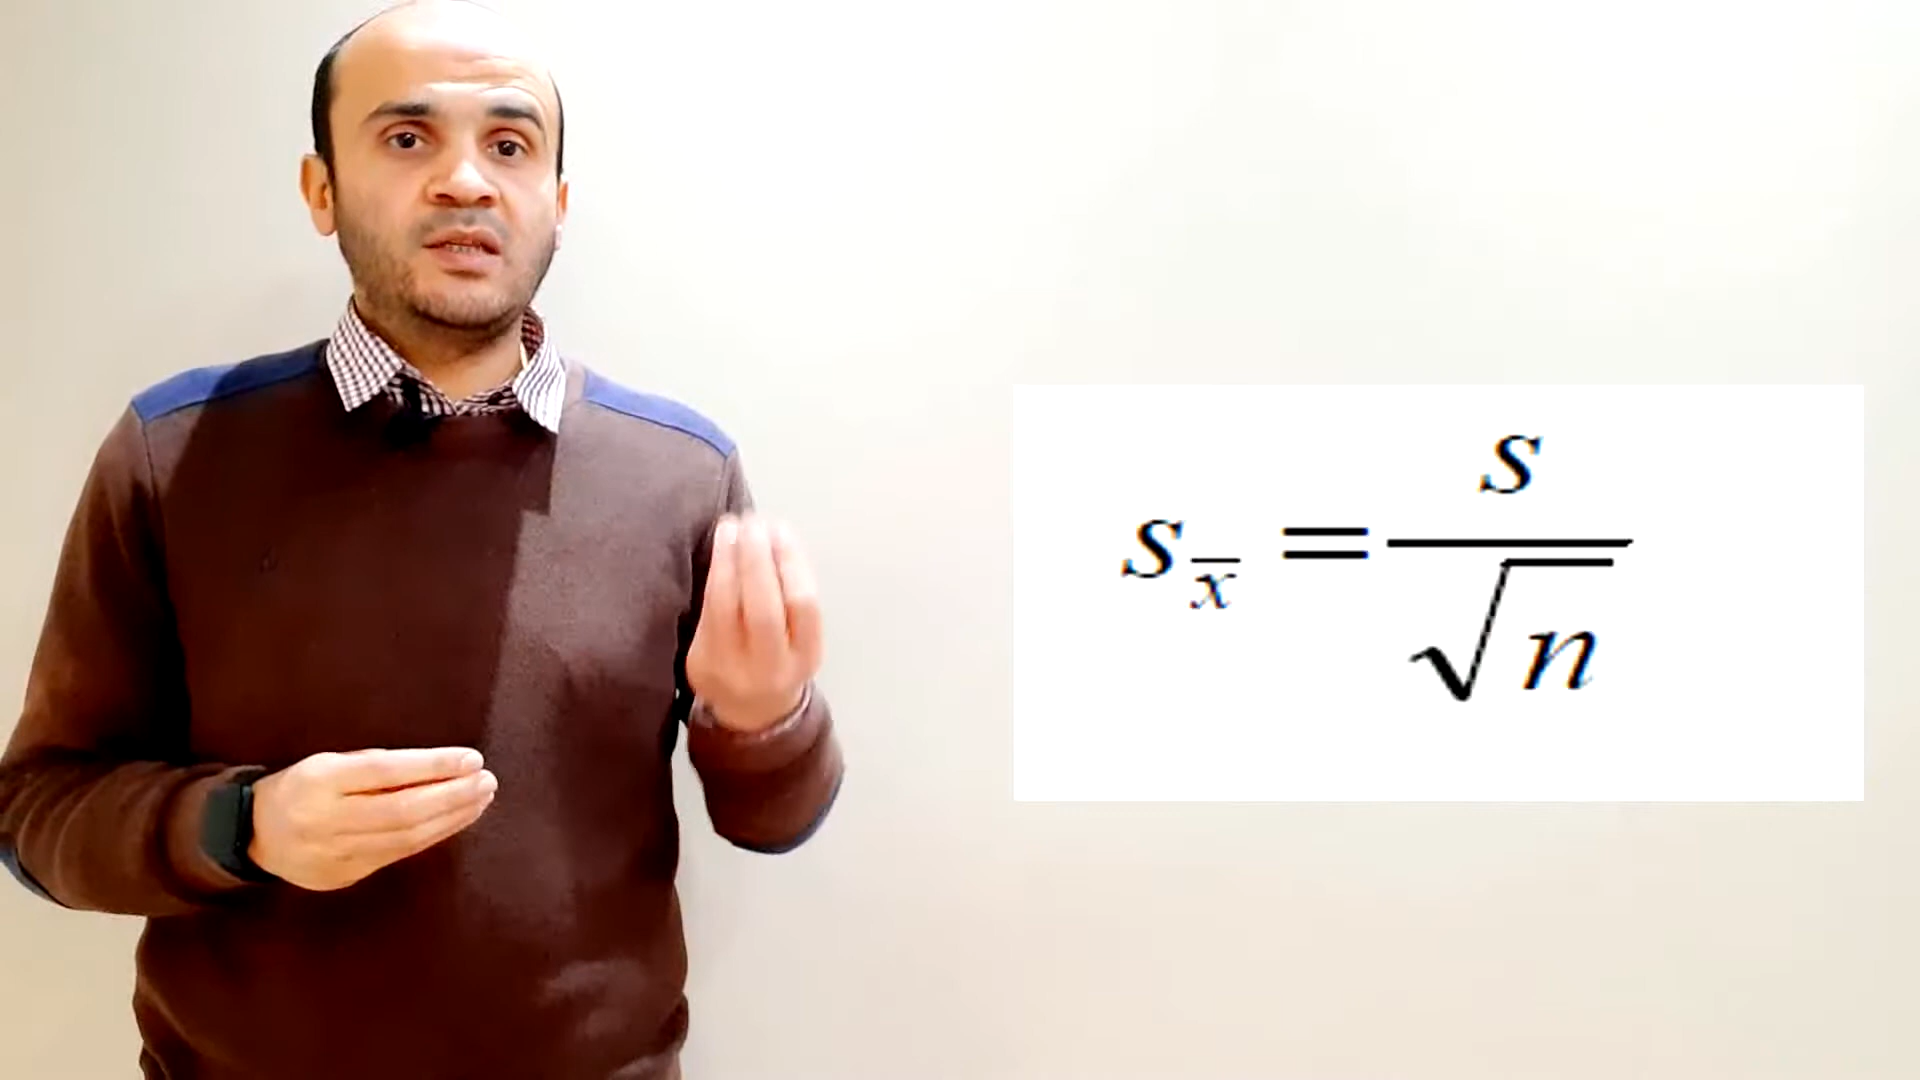 s_x̅ = s / √n